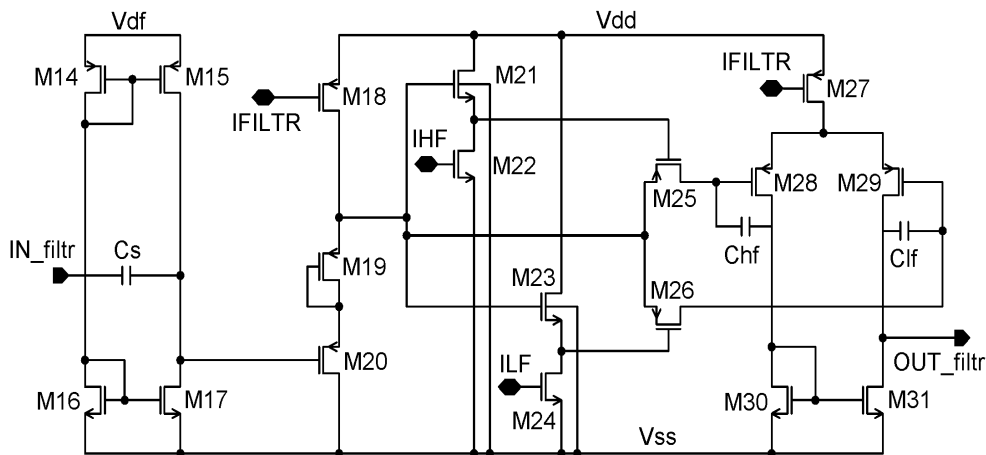 Vdf
Vdd
M14
M15
M21
IFILTR
M27
M18
IFILTR
IHF
M22
M28
M29
M25
IN_filtr
Cs
Chf
Clf
M19
M23
M26
M20
ILF
OUT_filtr
M16
M17
M24
M30
M31
Vss